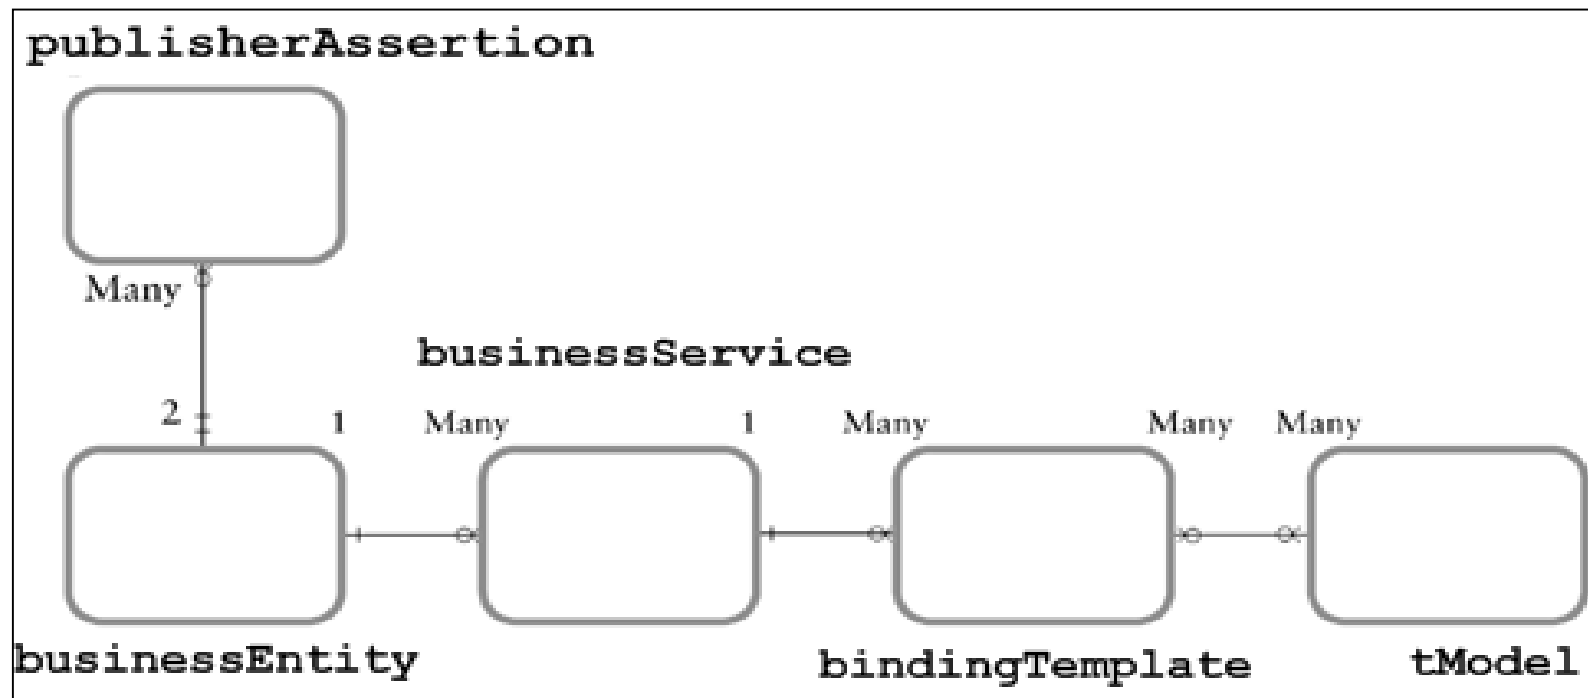 publisherAssertion
Many
businessService
2 1 Many 1 Many Many Many
businessEntity bindingTemplate tModel